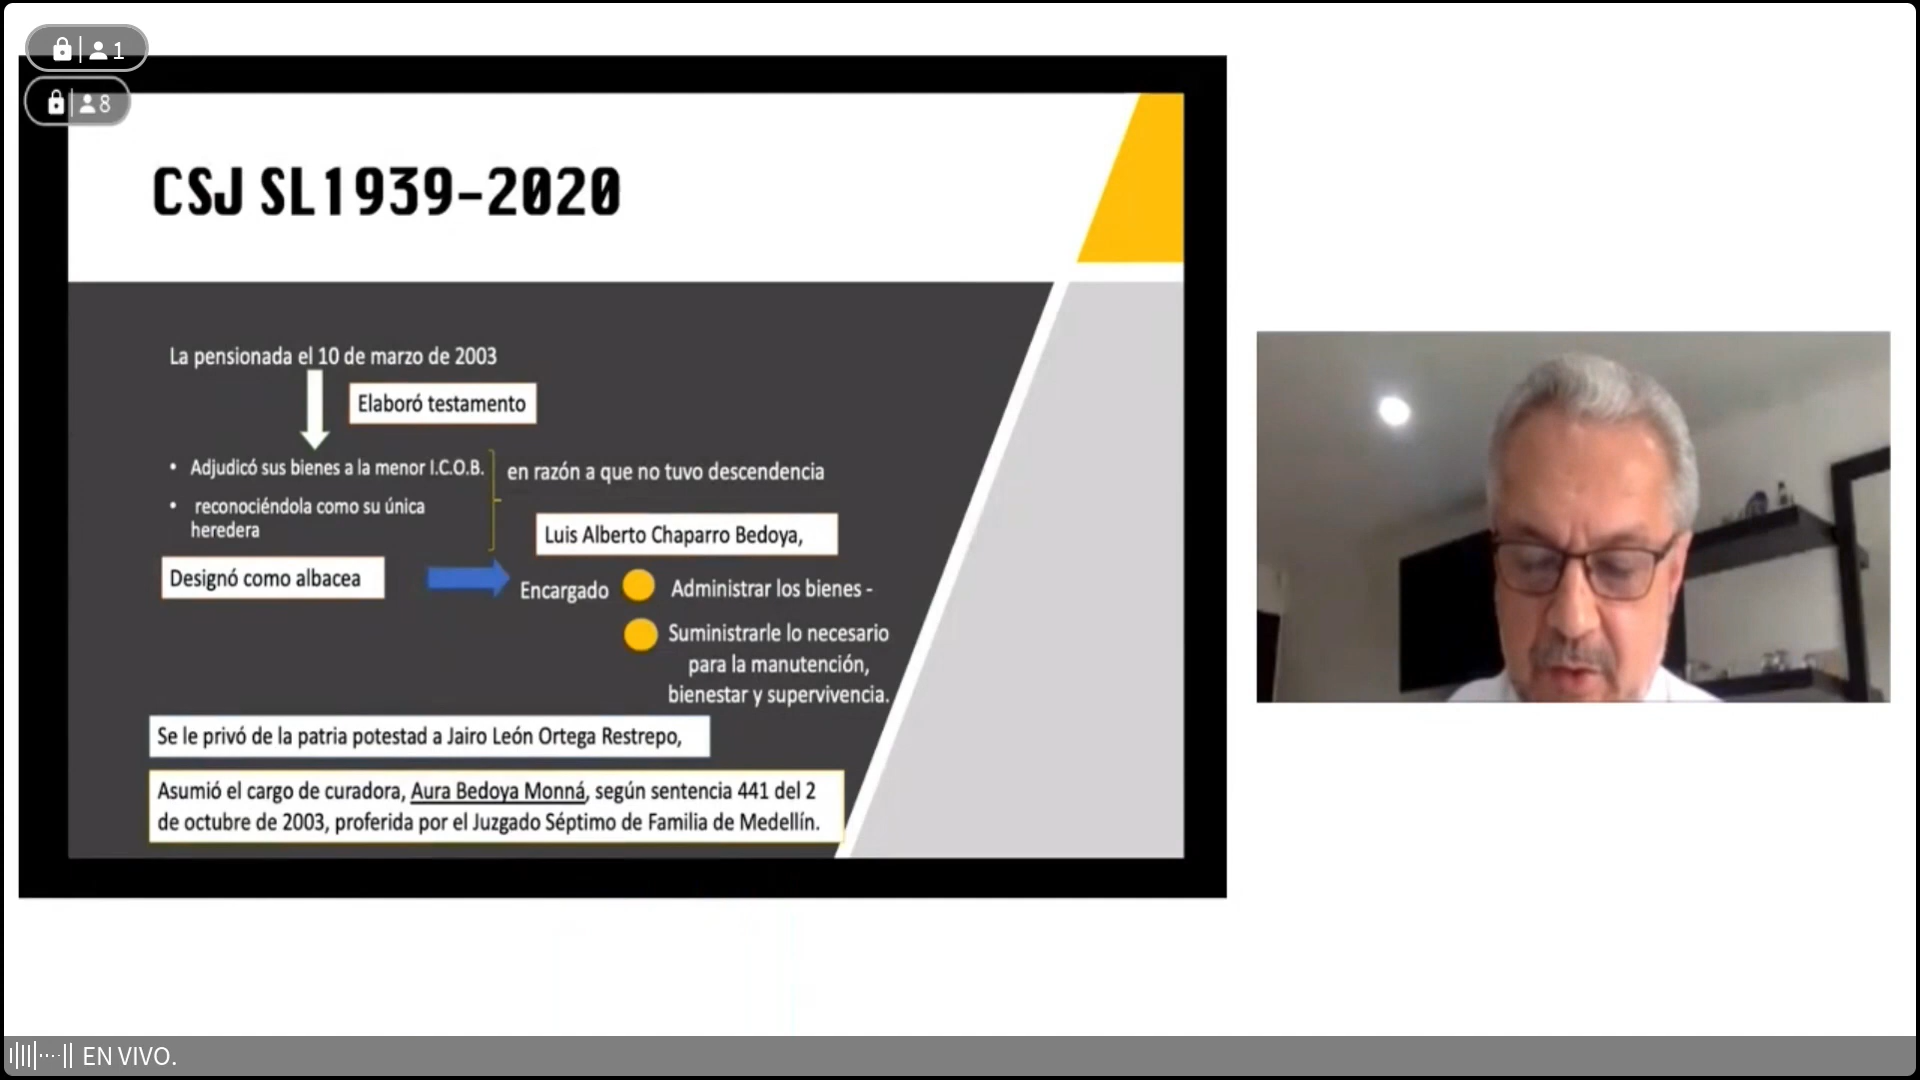 1
8
CSJ SL1939-2020
La pensionada el 10 de marzo de 2003
Elaboró testamento
• Adjudicó sus bienes a la menor I.C.O.B.
en razón a que no tuvo descendencia
• reconociéndola como su única
heredera
Luis Alberto Chaparro Bedoya,
Designó como albacea
Encargado
Administrar los bienes -
Suministrarle lo necesario
para la manutención,
bienestar y supervivencia.
Se le privó de la patria potestad a Jairo León Ortega Restrepo,
Asumió el cargo de curadora, Aura Bedoya Monná, según sentencia 441 del 2
de octubre de 2003, proferida por el Juzgado Séptimo de Familia de Medellín.
EN VIVO.